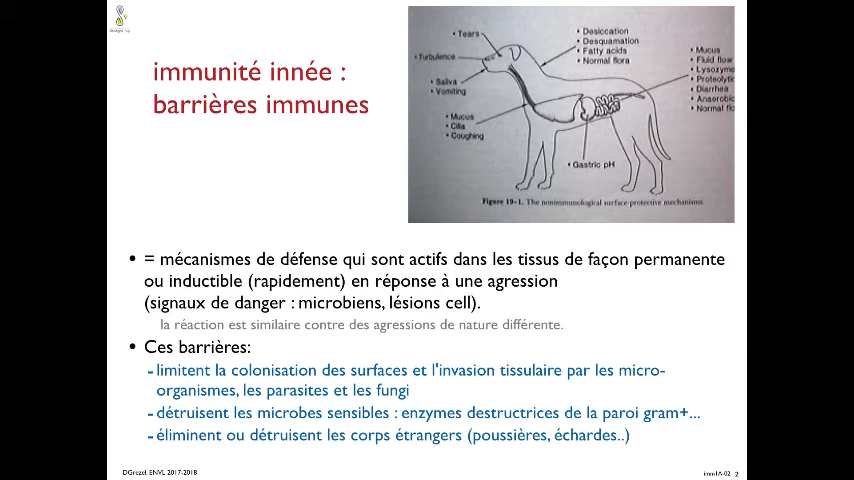 immunité innée :
barrières immunes
• Tears
• Turbulence
• Saliva
• Vomiting
• Mucus
• Cilia
• Coughing
• Desiccation
• Desquamation
• Fatty acids
• Normal flora
• Mucus
• Fluid flow
• Lysozyme
• Proteolytic
• Diarrhea
• Anaerobic
• Normal flo
• Gastric pH
Figure 19–1. The nonimmunological surface-protective mechanisms.
• = mécanismes de défense qui sont actifs dans les tissus de façon permanente
ou inductible (rapidement) en réponse à une agression
(signaux de danger : microbiens, lésions cell).
la réaction est similaire contre des agressions de nature différente.
• Ces barrières:
- limitent la colonisation des surfaces et l'invasion tissulaire par les micro-
organismes, les parasites et les fungi
- détruisent les microbes sensibles : enzymes destructrices de la paroi gram+...
- éliminent ou détruisent les corps étrangers (poussières, échardes..)
DGrezel. ENVL 2017-2018
imm1A-02 2